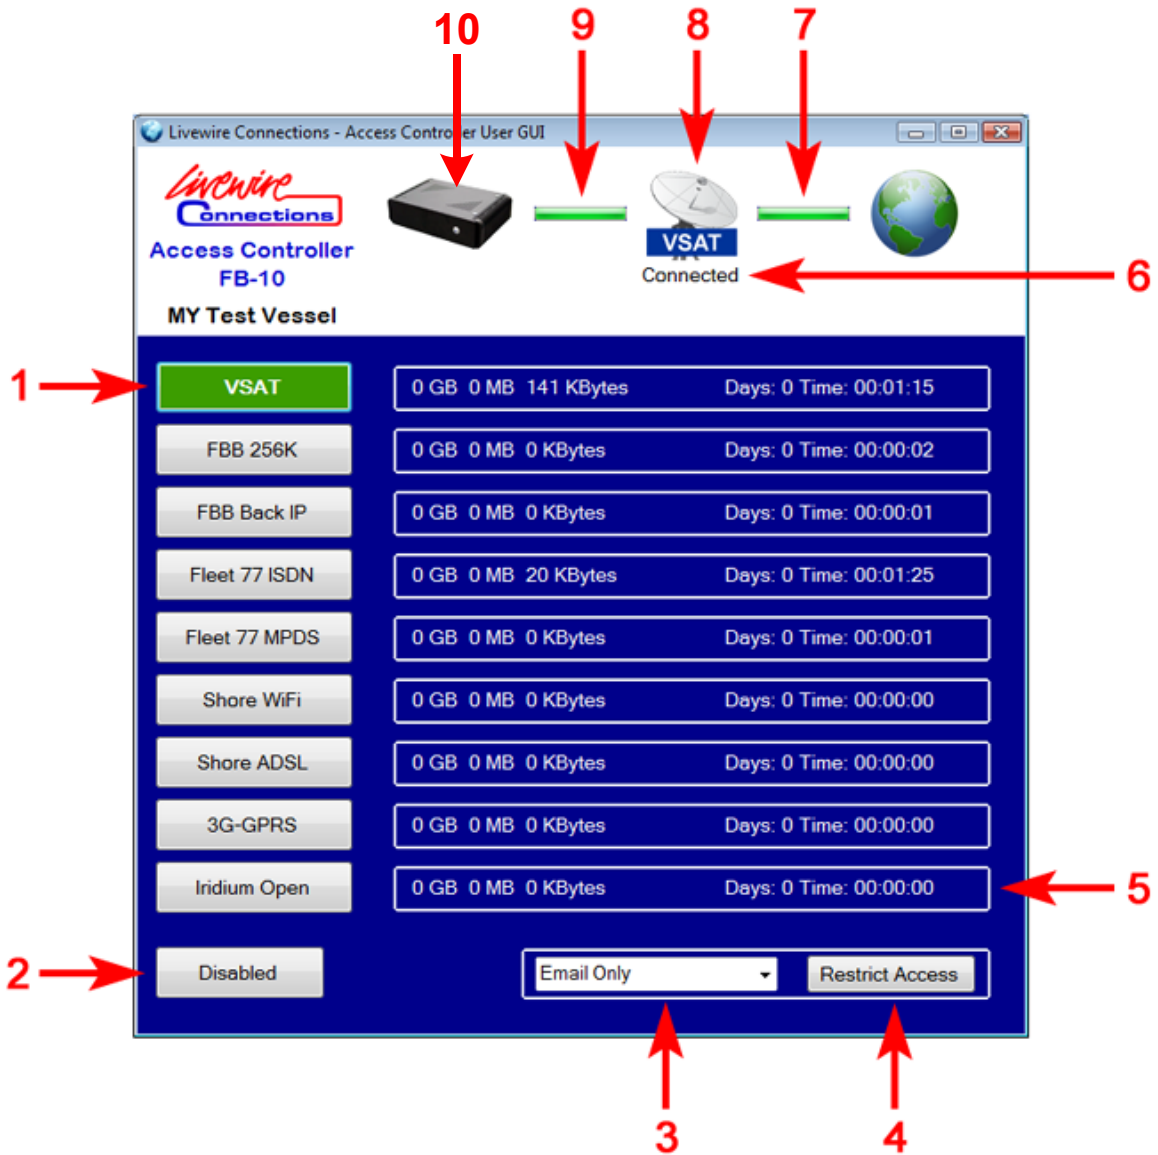 10 9 8 7
Livewire Connections - Access Controller User GUI
Livewire
Connections
Access Controller
FB-10
MY Test Vessel
VSAT
Connected
6
1 VSAT 0 GB 0 MB 141 KBytes Days: 0 Time: 00:01:15
FBB 256K 0 GB 0 MB 0 KBytes Days: 0 Time: 00:00:02
FBB Back IP 0 GB 0 MB 0 KBytes Days: 0 Time: 00:00:01
Fleet 77 ISDN 0 GB 0 MB 20 KBytes Days: 0 Time: 00:01:25
Fleet 77 MPDS 0 GB 0 MB 0 KBytes Days: 0 Time: 00:00:01
Shore WiFi 0 GB 0 MB 0 KBytes Days: 0 Time: 00:00:00
Shore ADSL 0 GB 0 MB 0 KBytes Days: 0 Time: 00:00:00
3G-GPRS 0 GB 0 MB 0 KBytes Days: 0 Time: 00:00:00
Iridium Open 0 GB 0 MB 0 KBytes Days: 0 Time: 00:00:00 5
2 Disabled Email Only Restrict Access
3 4